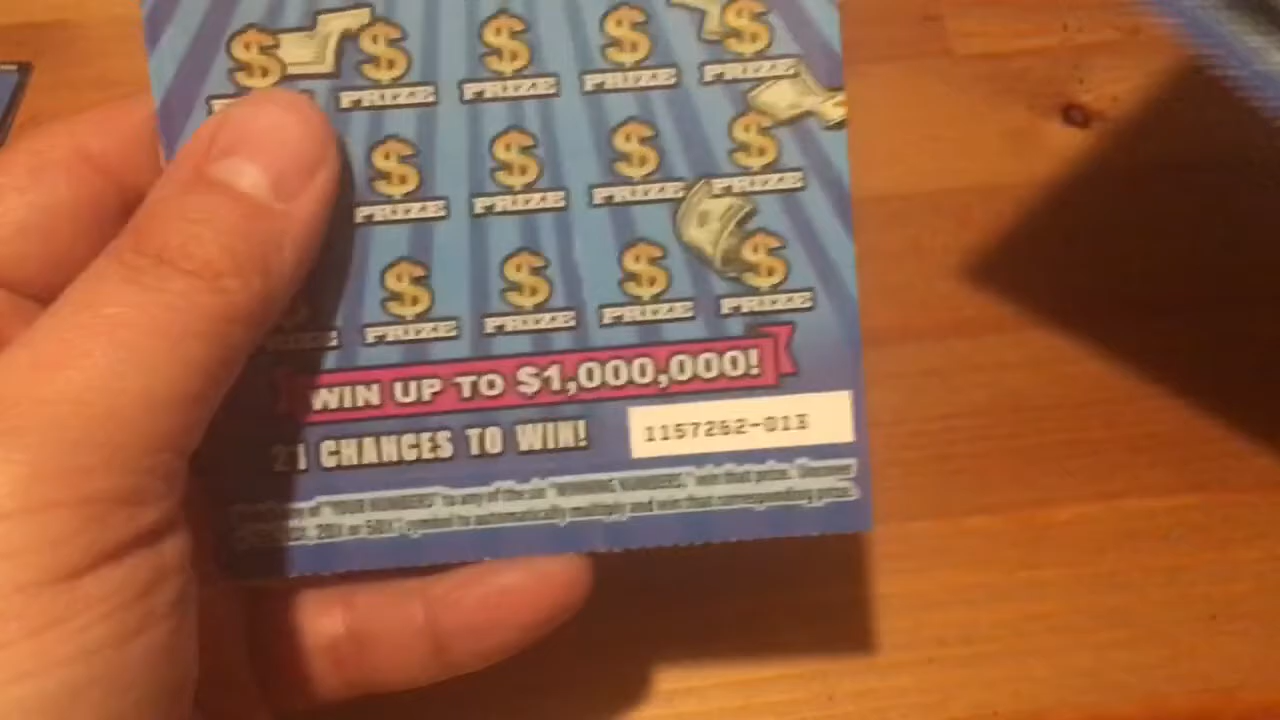 $ $ $ $ $
PRIZE PRIZE PRIZE PRIZE
$ $ $ $
PRIZE PRIZE PRIZE PRIZE
$ $ $ $
PRIZE PRIZE PRIZE PRIZE
WIN UP TO $1,000,000!
21 CHANCES TO WIN!
1157262-013